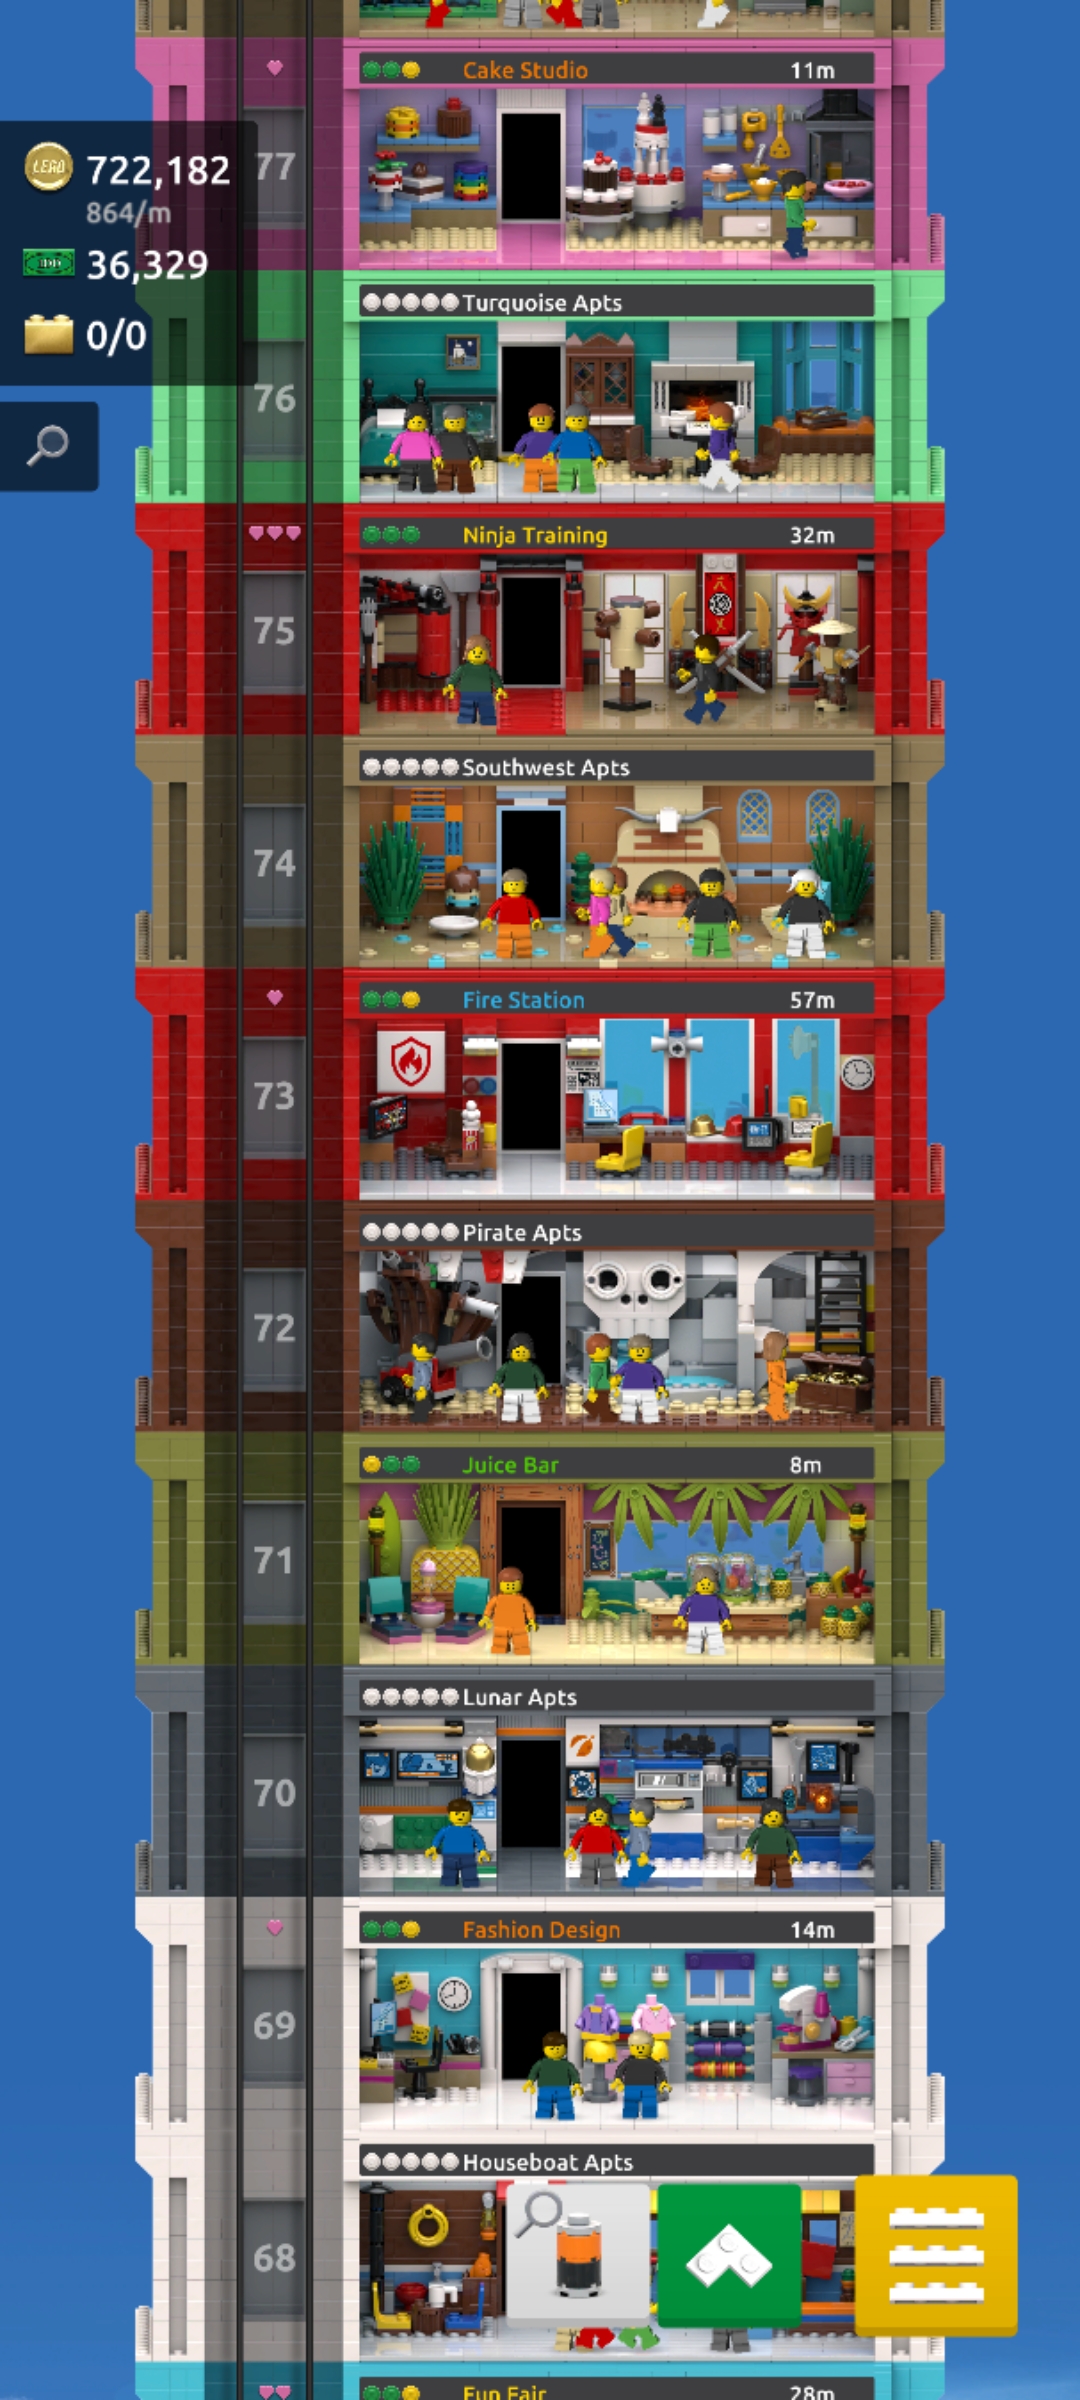 Cake Studio 11m
77
LEGO 722,182
864/m
36,329
0/0
Turquoise Apts
76
Ninja Training 32m
75
Southwest Apts
74
Fire Station 57m
73
Pirate Apts
72
Juice Bar 8m
71
Lunar Apts
70
Fashion Design 14m
69
Houseboat Apts
68
Fun Fair 28m